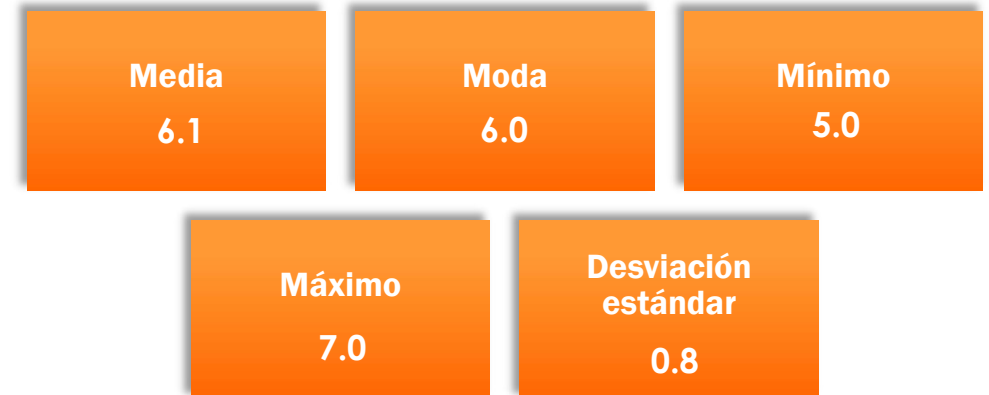 Media
6.1
Moda
6.0
Mínimo
5.0
Máximo
7.0
Desviación
estándar
0.8